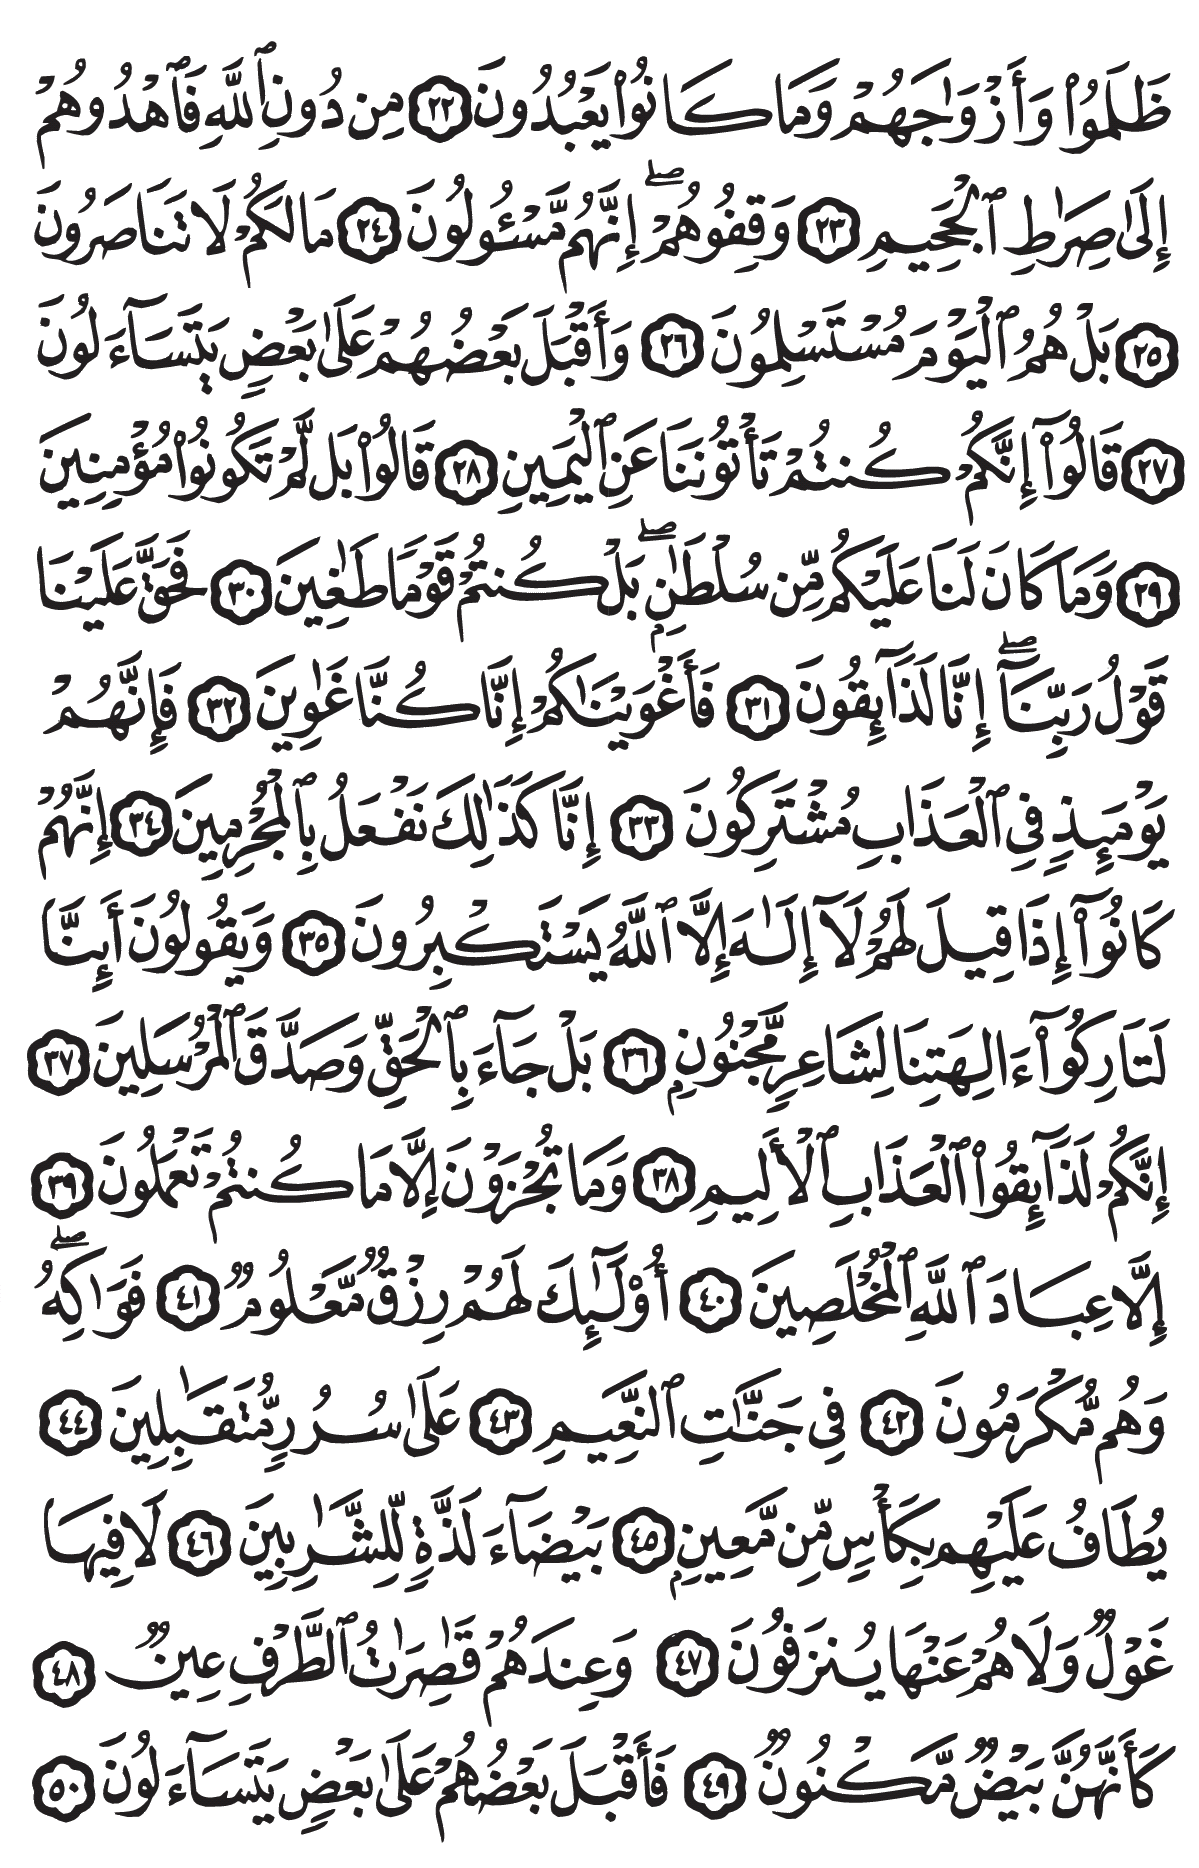 ظَلَمُوا۟ وَأَزْوَٰجَهُمْ وَمَا كَانُوا۟ يَعْبُدُونَ ٢٢ مِن دُونِ ٱللَّهِ فَٱهْدُوهُمْ
إِلَىٰ صِرَٰطِ ٱلْجَحِيمِ ٢٣ وَقِفُوهُمْ ۖ إِنَّهُم مَّسْـُٔولُونَ ٢٤ مَا لَكُمْ لَا تَنَاصَرُونَ
٢٥ بَلْ هُمُ ٱلْيَوْمَ مُسْتَسْلِمُونَ ٢٦ وَأَقْبَلَ بَعْضُهُمْ عَلَىٰ بَعْضٍ يَتَسَآءَلُونَ
٢٧ قَالُوٓا۟ إِنَّكُمْ كُنتُمْ تَأْتُونَنَا عَنِ ٱلْيَمِينِ ٢٨ قَالُوا۟ بَل لَّمْ تَكُونُوا۟ مُؤْمِنِينَ
٢٩ وَمَا كَانَ لَنَا عَلَيْكُم مِّن سُلْطَٰنٍۭ ۖ بَلْ كُنتُمْ قَوْمًا طَٰغِينَ ٣٠ فَحَقَّ عَلَيْنَا
قَوْلُ رَبِّنَآ ۖ إِنَّا لَذَآئِقُونَ ٣١ فَأَغْوَيْنَٰكُمْ إِنَّا كُنَّا غَٰوِينَ ٣٢ فَإِنَّهُمْ
يَوْمَئِذٍ فِى ٱلْعَذَابِ مُشْتَرِكُونَ ٣٣ إِنَّا كَذَٰلِكَ نَفْعَلُ بِٱلْمُجْرِمِينَ ٣٤ إِنَّهُمْ
كَانُوٓا۟ إِذَا قِيلَ لَهُمْ لَآ إِلَٰهَ إِلَّا ٱللَّهُ يَسْتَكْبِرُونَ ٣٥ وَيَقُولُونَ أَئِنَّا
لَتَارِكُوٓا۟ ءَالِهَتِنَا لِشَاعِرٍ مَّجْنُونٍۭ ٣٦ بَلْ جَآءَ بِٱلْحَقِّ وَصَدَّقَ ٱلْمُرْسَلِينَ ٣٧
إِنَّكُمْ لَذَآئِقُوا۟ ٱلْعَذَابِ ٱلْأَلِيمِ ٣٨ وَمَا تُجْزَوْنَ إِلَّا مَا كُنتُمْ تَعْمَلُونَ ٣٩
إِلَّا عِبَادَ ٱللَّهِ ٱلْمُخْلَصِينَ ٤٠ أُو۟لَٰٓئِكَ لَهُمْ رِزْقٌ مَّعْلُومٌ ٤١ فَوَٰكِهُ ۖ
وَهُم مُّكْرَمُونَ ٤٢ فِى جَنَّٰتِ ٱلنَّعِيمِ ٤٣ عَلَىٰ سُرُرٍ مُّتَقَٰبِلِينَ ٤٤
يُطَافُ عَلَيْهِم بِكَأْسٍ مِّن مَّعِينٍۭ ٤٥ بَيْضَآءَ لَذَّةٍ لِّلشَّٰرِبِينَ ٤٦ لَا فِيهَا
غَوْلٌ وَلَا هُمْ عَنْهَا يُنزَفُونَ ٤٧ وَعِندَهُمْ قَٰصِرَٰتُ ٱلطَّرْفِ عِينٌ ٤٨
كَأَنَّهُنَّ بَيْضٌ مَّكْنُونٌ ٤٩ فَأَقْبَلَ بَعْضُهُمْ عَلَىٰ بَعْضٍ يَتَسَآءَلُونَ ٥٠